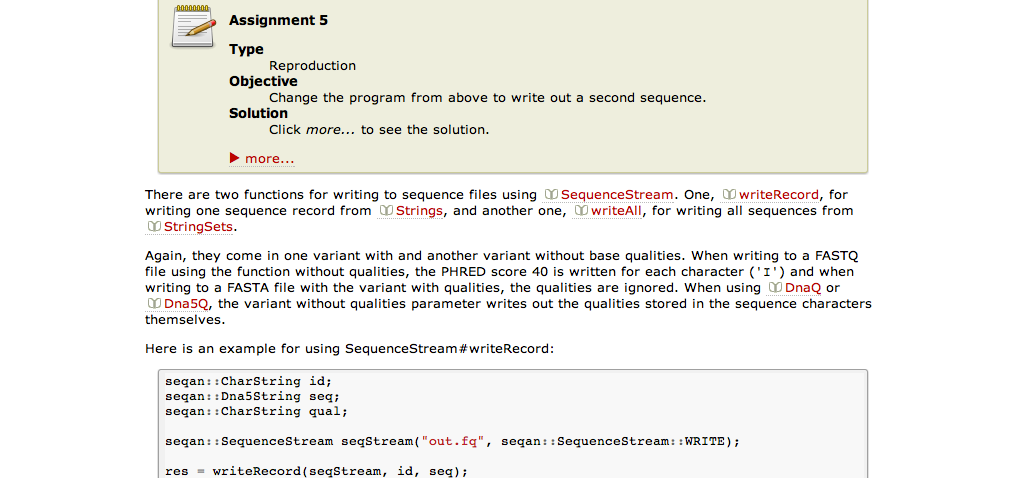 Assignment 5
Type
Reproduction
Objective
Change the program from above to write out a second sequence.
Solution
Click more... to see the solution.
more...
There are two functions for writing to sequence files using SequenceStream. One, writeRecord, for
writing one sequence record from Strings, and another one, writeAll, for writing all sequences from
StringSets.
Again, they come in one variant with and another variant without base qualities. When writing to a FASTQ
file using the function without qualities, the PHRED score 40 is written for each character ('I') and when
writing to a FASTA file with the variant with qualities, the qualities are ignored. When using DnaQ or
Dna5Q, the variant without qualities parameter writes out the qualities stored in the sequence characters
themselves.
Here is an example for using SequenceStream#writeRecord:
seqan::CharString id;
seqan::Dna5String seq;
seqan::CharString qual;
seqan::SequenceStream seqStream("out.fq", seqan::SequenceStream::WRITE);
res = writeRecord(seqStream, id, seq);